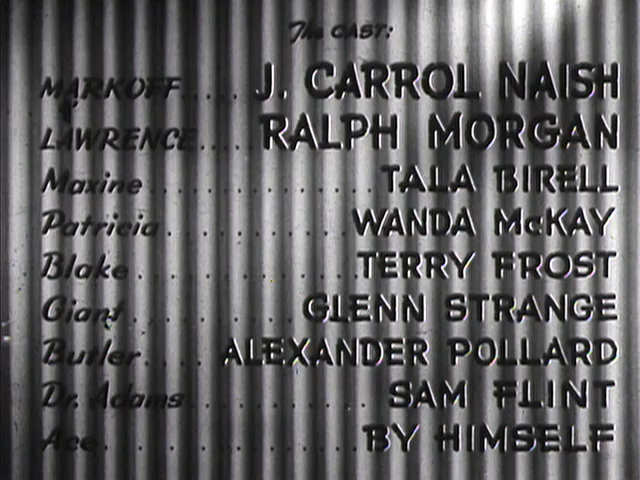 The CAST:
MARKOFF..... J. CARROL NAISH
LAWRENCE.... RALPH MORGAN
Maxine................TALA BIRELL
Patricia.............WANDA McKAY
Blake...............TERRY FROST
Giant.............GLENN STRANGE
Butler.....ALEXANDER POLLARD
Dr. Adams............SAM FLINT
Ace..................BY HIMSELF